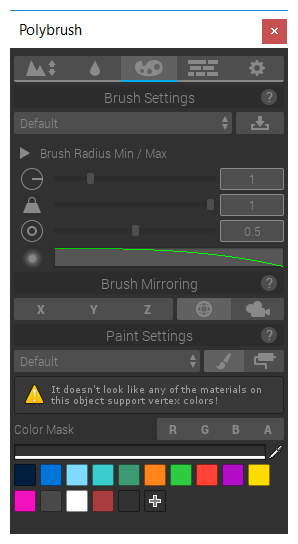 Polybrush
Brush Settings ?
Default
Brush Radius Min / Max
1
1
0.5
Brush Mirroring ?
X Y Z
Paint Settings ?
Default
It doesn't look like any of the materials on
this object support vertex colors!
Color Mask R G B A